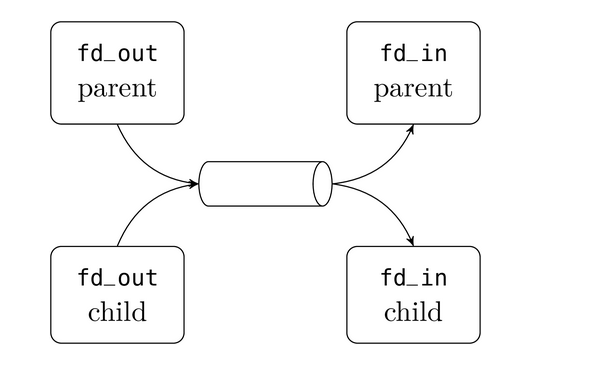 fd_out
parent
fd_in
parent
fd_out
child
fd_in
child